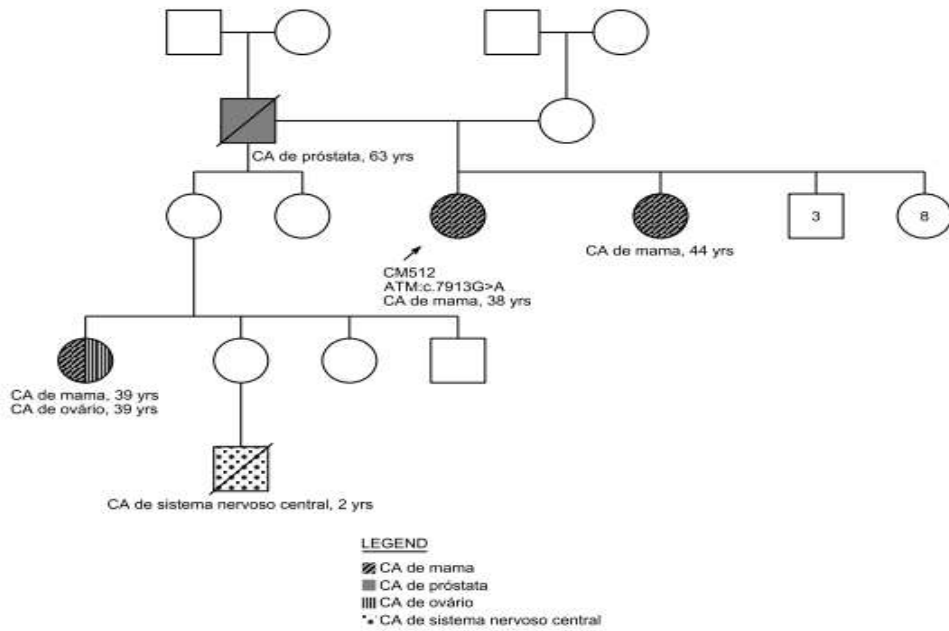 CA de próstata, 63 yrs
3
8
CM512
ATM:c.7913G>A
CA de mama, 38 yrs
CA de mama, 44 yrs
CA de mama, 39 yrs
CA de ovário, 39 yrs
CA de sistema nervoso central, 2 yrs
LEGEND
CA de mama
CA de próstata
CA de ovário
CA de sistema nervoso central